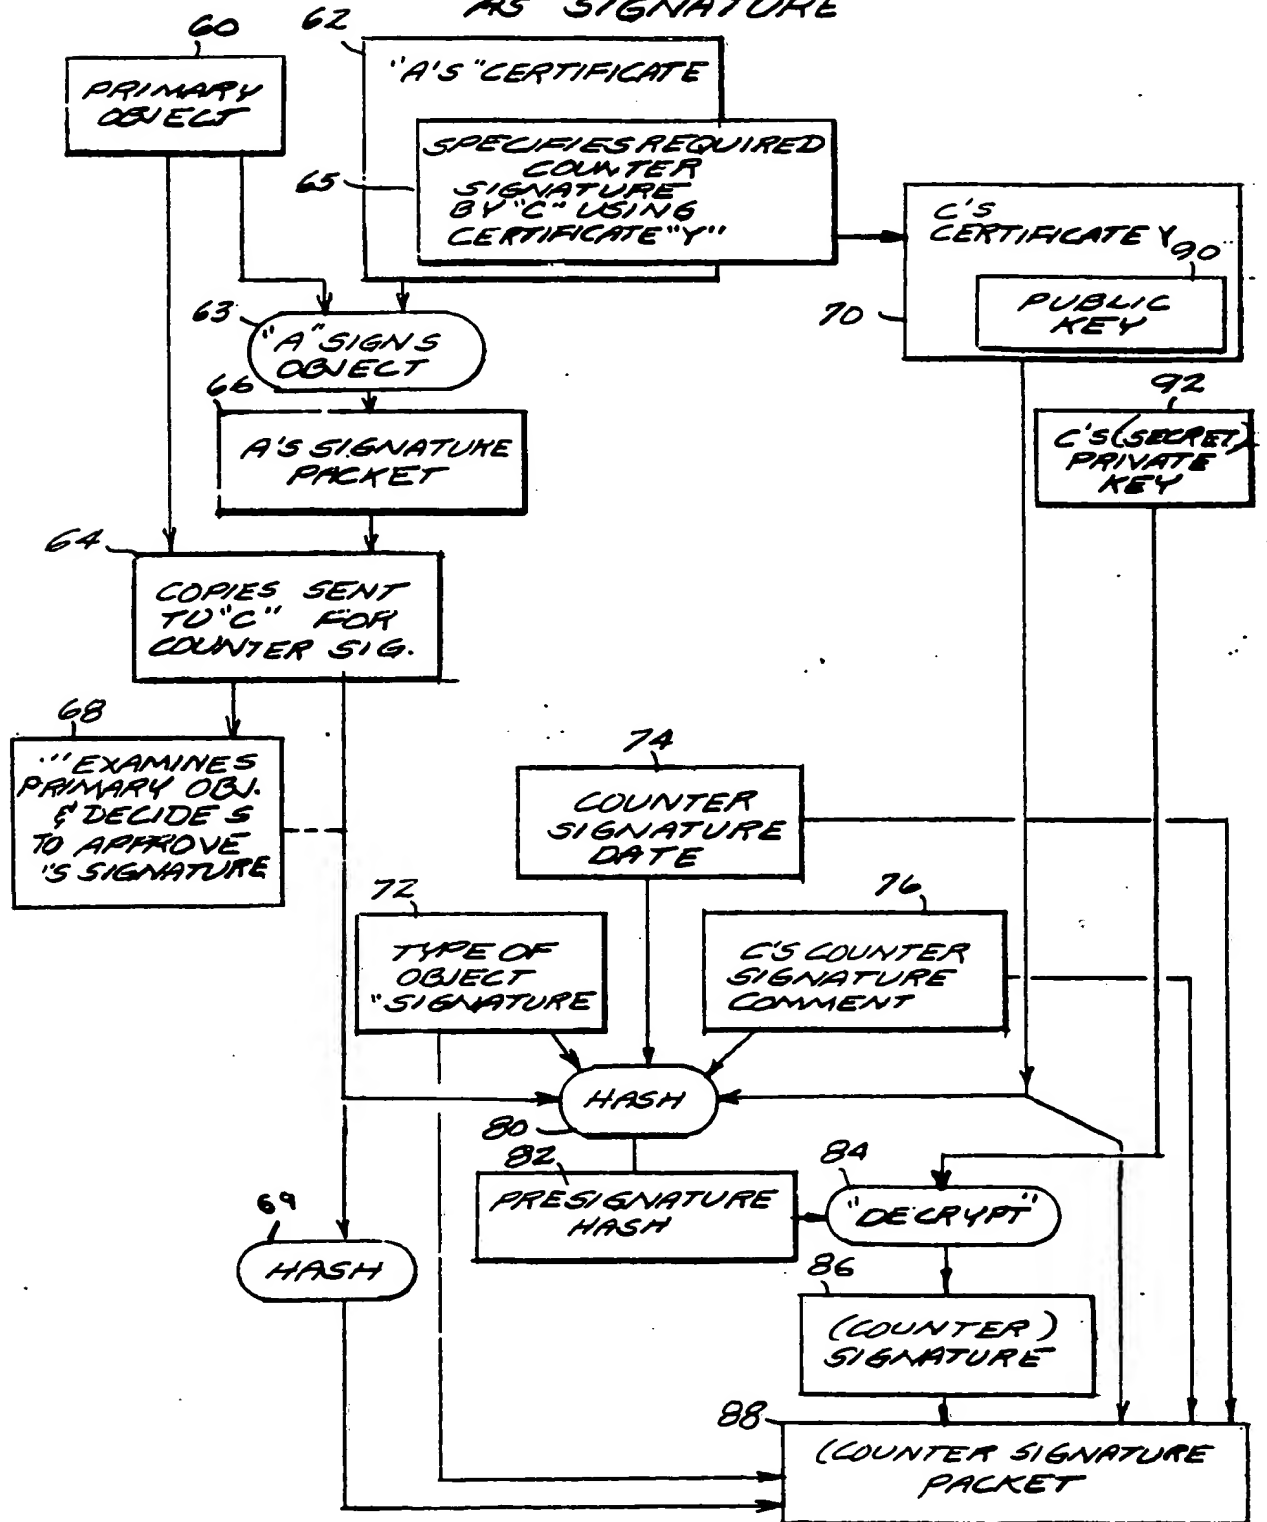 AS SIGNATURE
60
62
PRIMARY
OBJECT
"A'S" CERTIFICATE
SPECIFIES REQUIRED
COUNTER
SIGNATURE
BY "C" USING
CERTIFICATE "Y"
65
C'S
CERTIFICATE Y
90
PUBLIC
KEY
70
63
"A" SIGNS
OBJECT
66
A'S SIGNATURE
PACKET
92
C'S (SECRET)
PRIVATE
KEY
64
COPIES SENT
TO "C" FOR
COUNTER SIG.
68
" EXAMINES
PRIMARY OBJ.
& DECIDES
TO APPROVE
'S SIGNATURE
74
COUNTER
SIGNATURE
DATE
72
TYPE OF
OBJECT
"SIGNATURE
76
C'S COUNTER
SIGNATURE
COMMENT
HASH
80
82
PRESIGNATURE
HASH
84
"DECRYPT"
69
HASH
86
(COUNTER)
SIGNATURE
88
(COUNTER SIGNATURE
PACKET